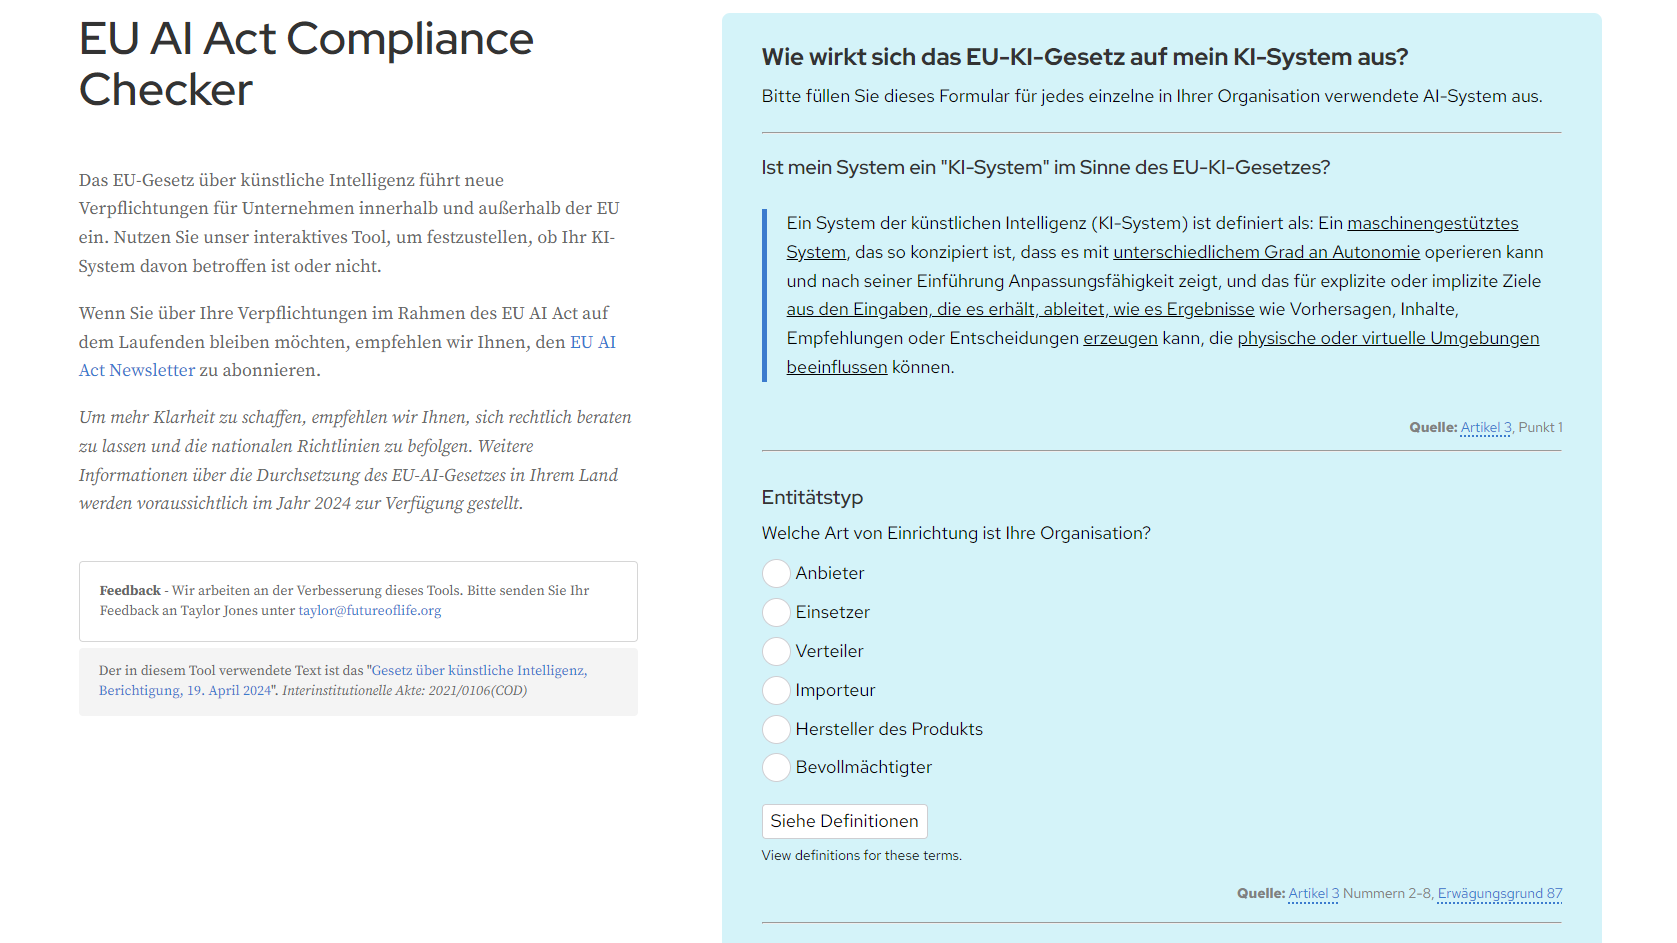 EU AI Act Compliance
Checker
Das EU-Gesetz über künstliche Intelligenz führt neue
Verpflichtungen für Unternehmen innerhalb und außerhalb der EU
ein. Nutzen Sie unser interaktives Tool, um festzustellen, ob Ihr KI-
System davon betroffen ist oder nicht.
Wenn Sie über Ihre Verpflichtungen im Rahmen des EU AI Act auf
dem Laufenden bleiben möchten, empfehlen wir Ihnen, den EU AI
Act Newsletter zu abonnieren.
Um mehr Klarheit zu schaffen, empfehlen wir Ihnen, sich rechtlich beraten
zu lassen und die nationalen Richtlinien zu befolgen. Weitere
Informationen über die Durchsetzung des EU-AI-Gesetzes in Ihrem Land
werden voraussichtlich im Jahr 2024 zur Verfügung gestellt.
Feedback - Wir arbeiten an der Verbesserung dieses Tools. Bitte senden Sie Ihr
Feedback an Taylor Jones unter taylor@futureoflife.org
Der in diesem Tool verwendete Text ist das "Gesetz über künstliche Intelligenz,
Berichtigung, 19. April 2024". Interinstitutionelle Akte: 2021/0106(COD)
Wie wirkt sich das EU-KI-Gesetz auf mein KI-System aus?
Bitte füllen Sie dieses Formular für jedes einzelne in Ihrer Organisation verwendete AI-System aus.
Ist mein System ein "KI-System" im Sinne des EU-KI-Gesetzes?
Ein System der künstlichen Intelligenz (KI-System) ist definiert als: Ein maschinengestütztes
System, das so konzipiert ist, dass es mit unterschiedlichem Grad an Autonomie operieren kann
und nach seiner Einführung Anpassungsfähigkeit zeigt, und das für explizite oder implizite Ziele
aus den Eingaben, die es erhält, ableitet, wie es Ergebnisse wie Vorhersagen, Inhalte,
Empfehlungen oder Entscheidungen erzeugen kann, die physische oder virtuelle Umgebungen
beeinflussen können.
Quelle: Artikel 3, Punkt 1
Entitätstyp
Welche Art von Einrichtung ist Ihre Organisation?
Anbieter
Einsetzer
Verteiler
Importeur
Hersteller des Produkts
Bevollmächtigter
Siehe Definitionen
View definitions for these terms.
Quelle: Artikel 3 Nummern 2-8, Erwägungsgrund 87